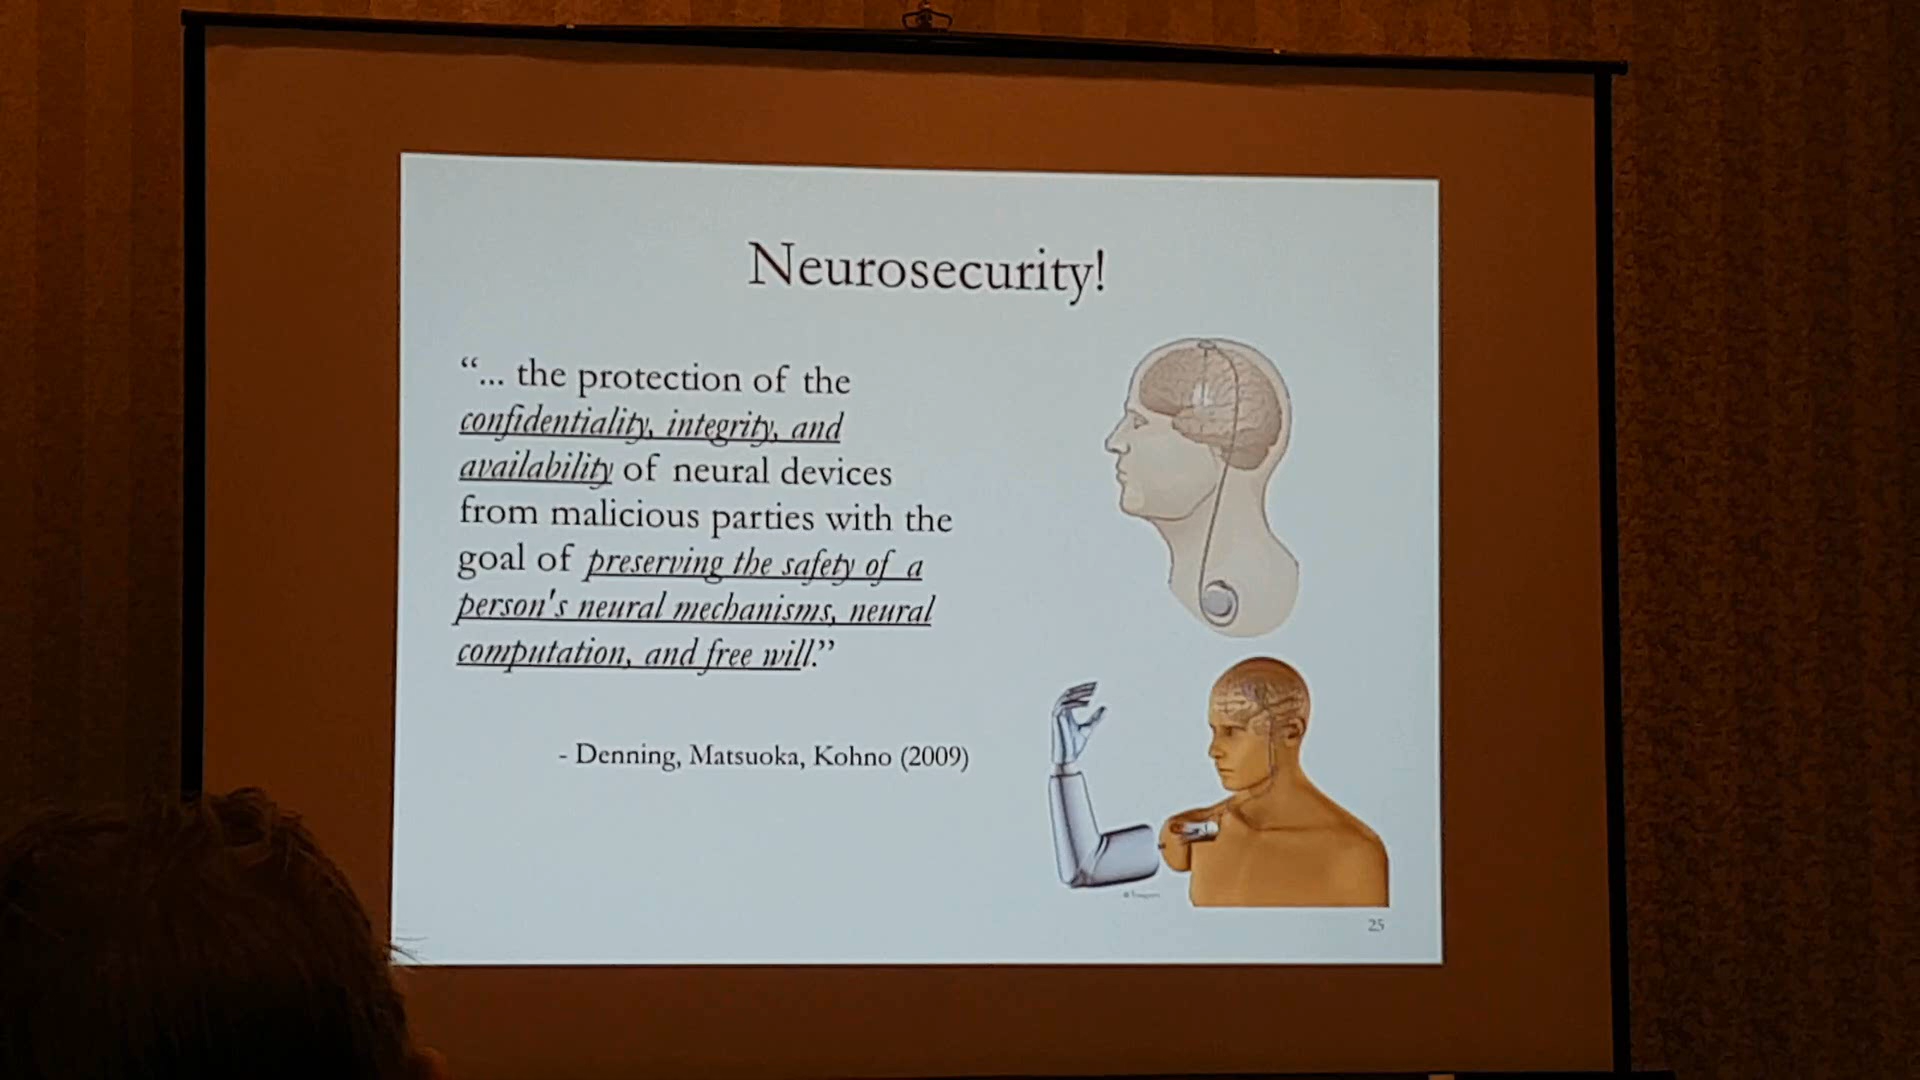 Neurosecurity!
“... the protection of the
confidentiality, integrity, and
availability of neural devices
from malicious parties with the
goal of preserving the safety of a
person's neural mechanisms, neural
computation, and free will.”
- Denning, Matsuoka, Kohno (2009)
25